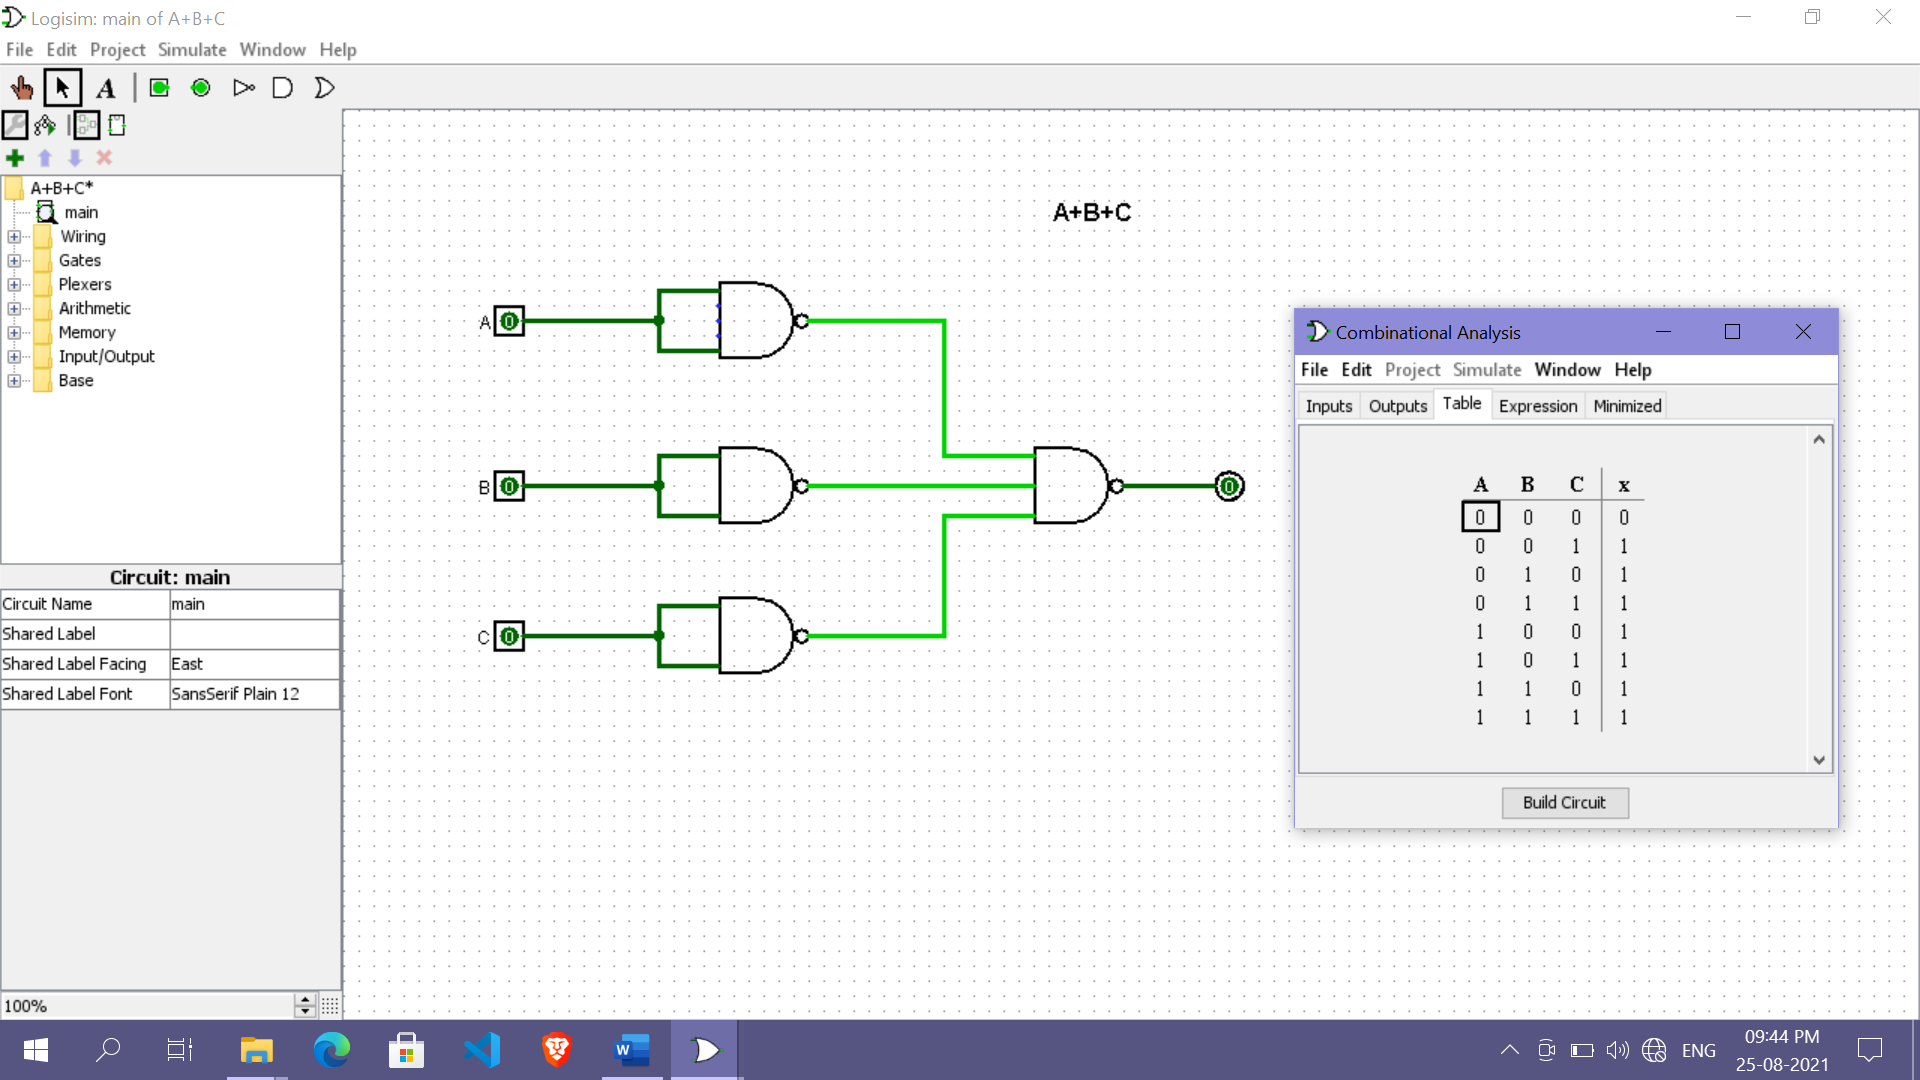 Logisim: main of A+B+C
File Edit Project Simulate Window Help
A
A+B+C*
main
Wiring
Gates
Plexers
Arithmetic
Memory
Input/Output
Base
Circuit: main
Circuit Name main
Shared Label
Shared Label Facing East
Shared Label Font SansSerif Plain 12
100%
A+B+C
A 0
B 0 0
C 0
Combinational Analysis
File Edit Project Simulate Window Help
Inputs Outputs Table Expression Minimized
A B C x
0 0 0 0
0 0 1 1
0 1 0 1
0 1 1 1
1 0 0 1
1 0 1 1
1 1 0 1
1 1 1 1
Build Circuit
W
ENG
09:44 PM
25-08-2021